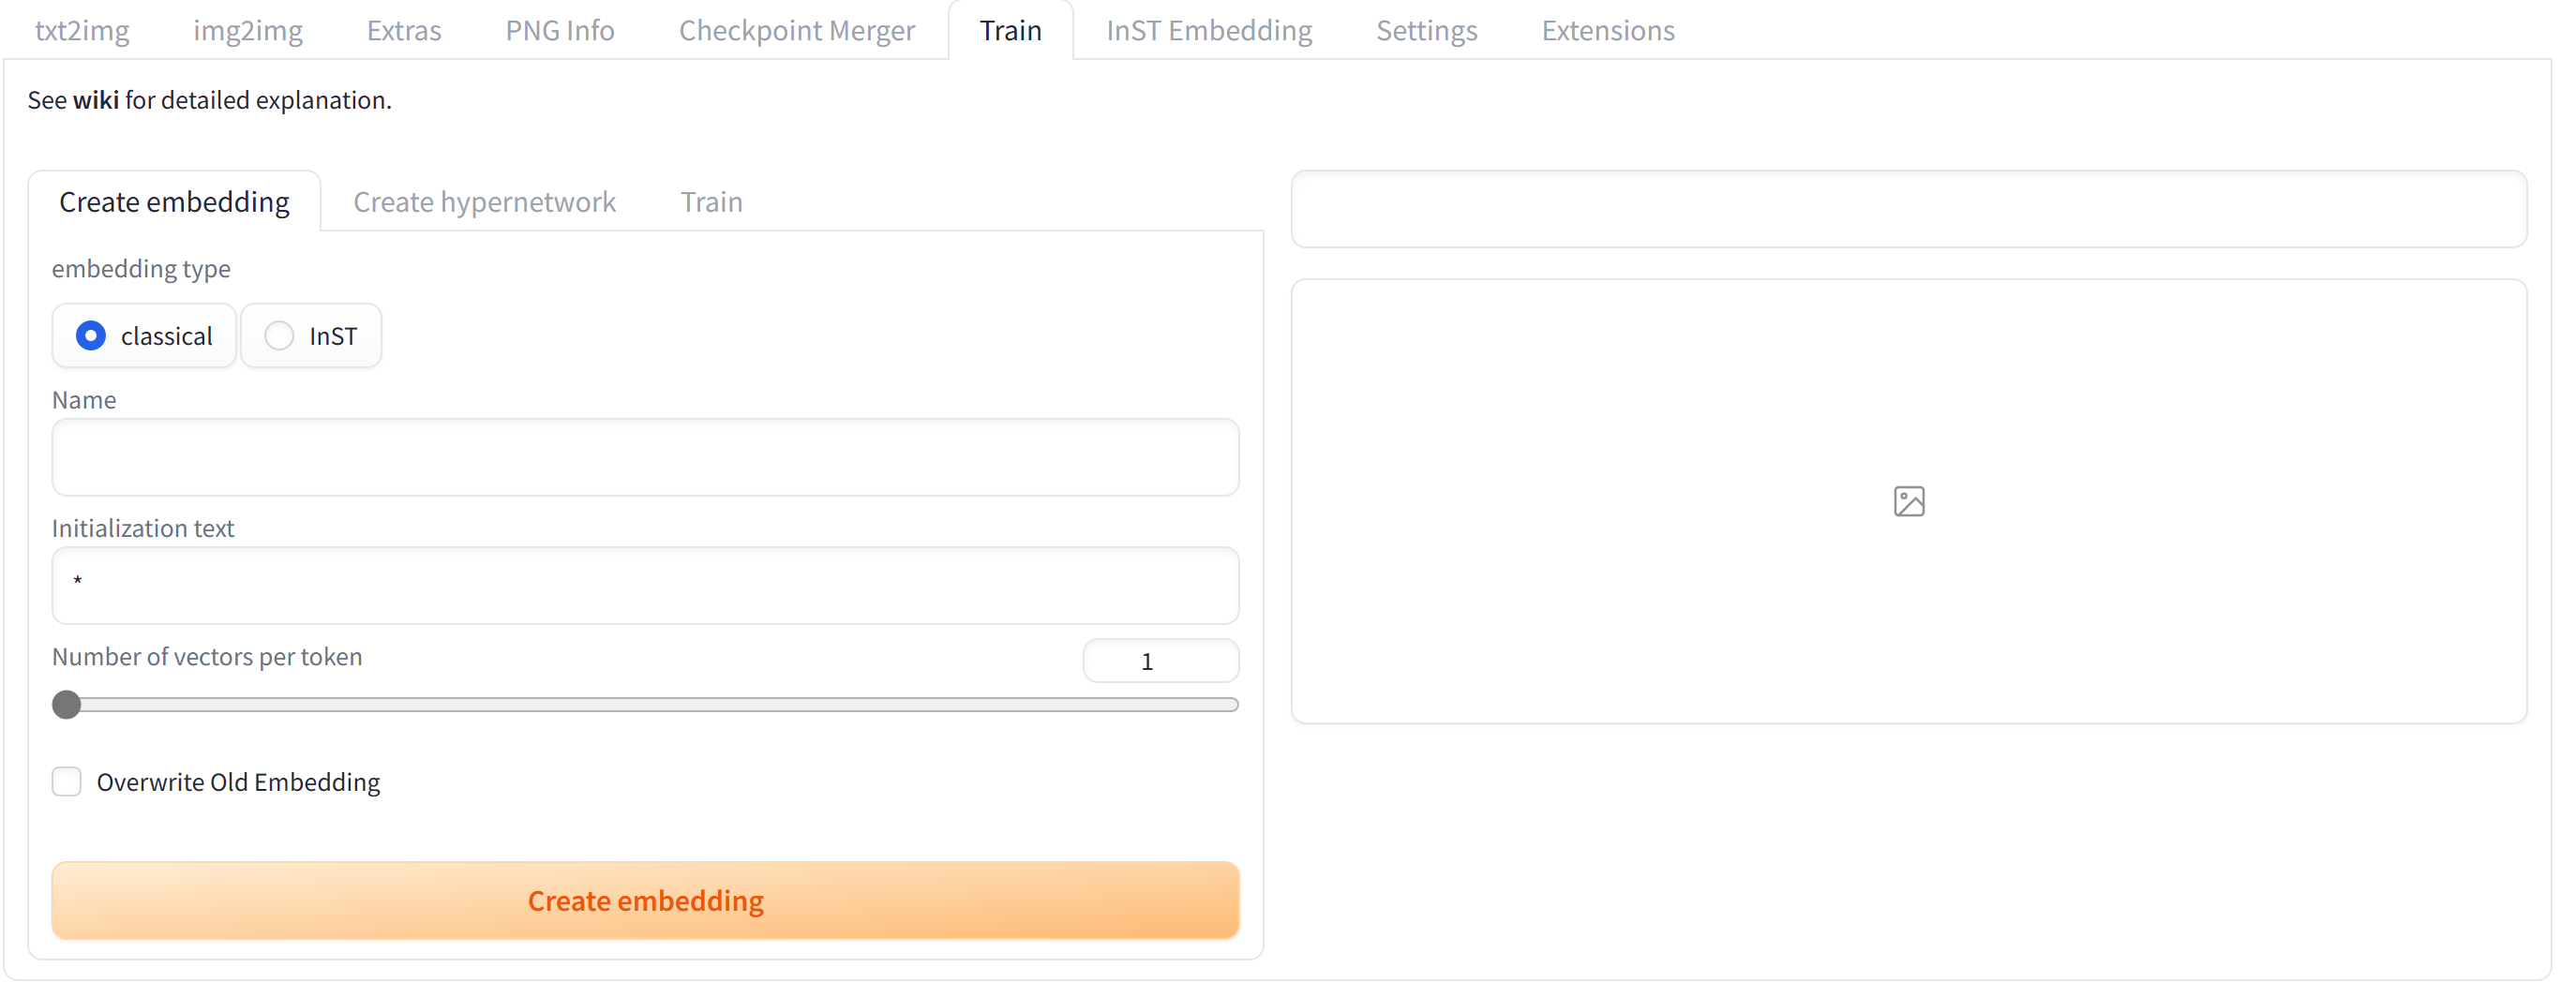 txt2img img2img Extras PNG Info Checkpoint Merger Train InST Embedding Settings Extensions
See wiki for detailed explanation.
Create embedding Create hypernetwork Train
embedding type
classical InST
Name
Initialization text
*
Number of vectors per token 1
Overwrite Old Embedding
Create embedding